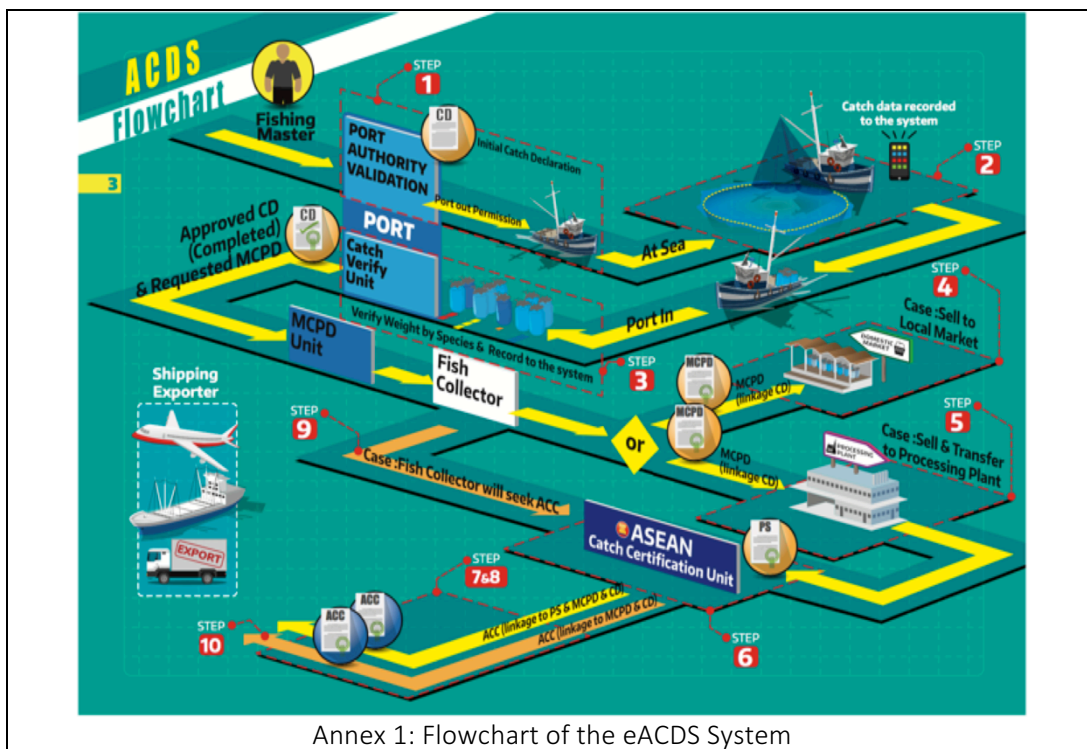 ACDS
Flowchart
3
Fishing
Master
STEP
1
CD
Initial Catch Declaration
PORT
AUTHORITY
VALIDATION
Port out Permission
At Sea
Catch data recorded
to the system
STEP
2
Port In
PORT
Catch
Verify
Unit
Verify Weight by Species & Record to the system
STEP
3
CD
Approved CD
(Completed)
& Requested MCPD
MCPD
Unit
Fish
Collector
or
MCPD
MCPD
(linkage CD)
DOMESTIC
MARKET
STEP
4
Case :Sell to
Local Market
MCPD
MCPD
(linkage CD)
PROCESSING
PLANT
STEP
5
Case :Sell & Transfer
to Processing Plant
PS
ASEAN
Catch Certification Unit
STEP
6
STEP
9
Case :Fish Collector will seek ACC
STEP
7&8
ACC (linkage to PS & MCPD & CD)
ACC (linkage to MCPD & CD)
ACC
ACC
STEP
10
Shipping
Exporter
EXPORT
Annex 1: Flowchart of the eACDS System